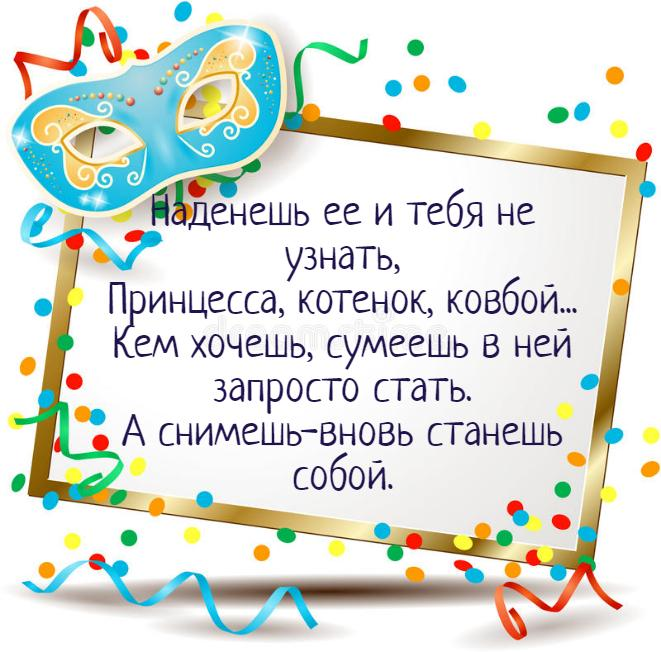 Наденешь ее и тебя не
узнать,
Принцесса, котенок, ковбой...
Кем хочешь, сумеешь в ней
запросто стать.
А снимешь-вновь станешь
собой.